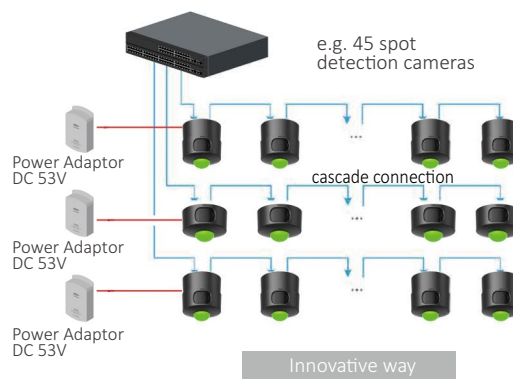 e.g. 45 spot
detection cameras
Power Adaptor
DC 53V
cascade connection
Power Adaptor
DC 53V
Power Adaptor
DC 53V
Innovative way